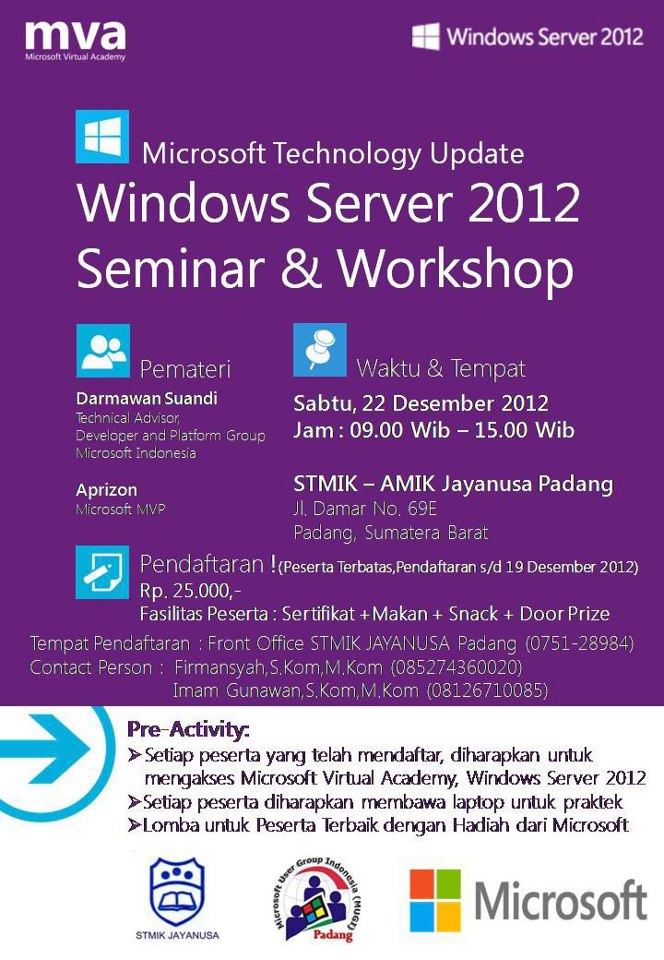 mva
Microsoft Virtual Academy
Windows Server 2012
Microsoft Technology Update
Windows Server 2012
Seminar & Workshop
Pemateri
Darmawan Suandi
Technical Advisor,
Developer and Platform Group
Microsoft Indonesia
Aprizon
Microsoft MVP
Waktu & Tempat
Sabtu, 22 Desember 2012
Jam : 09.00 Wib – 15.00 Wib
STMIK – AMIK Jayanusa Padang
Jl. Damar No. 69E
Padang, Sumatera Barat
Pendaftaran !(Peserta Terbatas,Pendaftaran s/d 19 Desember 2012)
Rp. 25.000,-
Fasilitas Peserta : Sertifikat +Makan + Snack + Door Prize
Tempat Pendaftaran : Front Office STMIK JAYANUSA Padang (0751-28984)
Contact Person : Firmansyah,S.Kom,M.Kom (085274360020)
Imam Gunawan,S.Kom,M.Kom (08126710085)
Pre-Activity:
➢Setiap peserta yang telah mendaftar, diharapkan untuk
mengakses Microsoft Virtual Academy, Windows Server 2012
➢Setiap peserta diharapkan membawa laptop untuk praktek
➢Lomba untuk Peserta Terbaik dengan Hadiah dari Microsoft
STMIK JAYANUSA
Microsoft User Group Indonesia (MUGI)
Padang
Microsoft